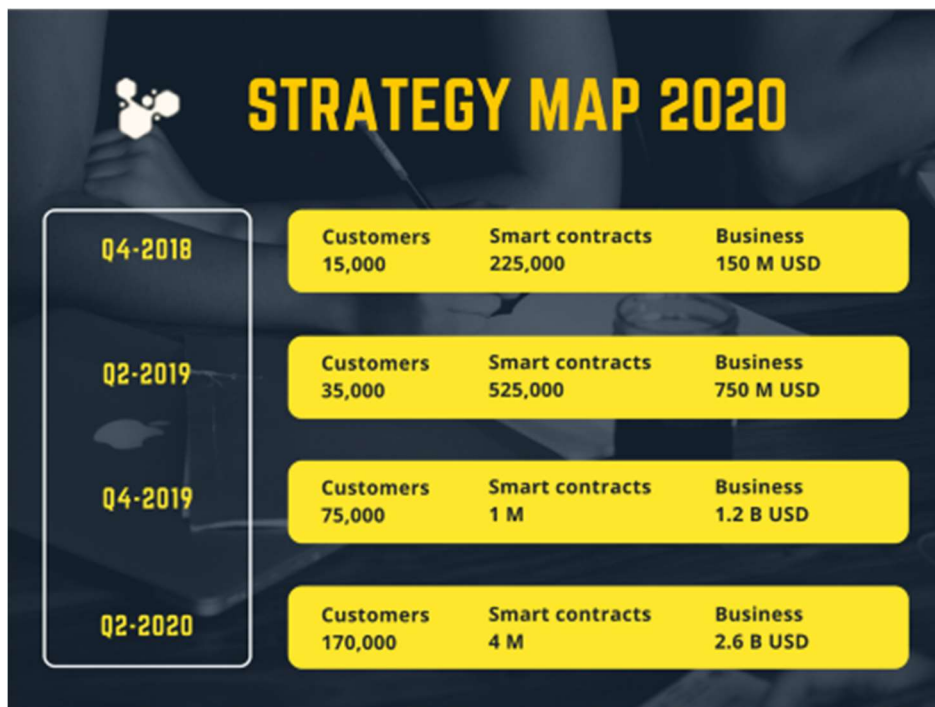 STRATEGY MAP 2020
Q4-2018
Customers Smart contracts Business
15,000 225,000 150 M USD
Q2-2019
Customers Smart contracts Business
35,000 525,000 750 M USD
Q4-2019
Customers Smart contracts Business
75,000 1 M 1.2 B USD
Q2-2020
Customers Smart contracts Business
170,000 4 M 2.6 B USD